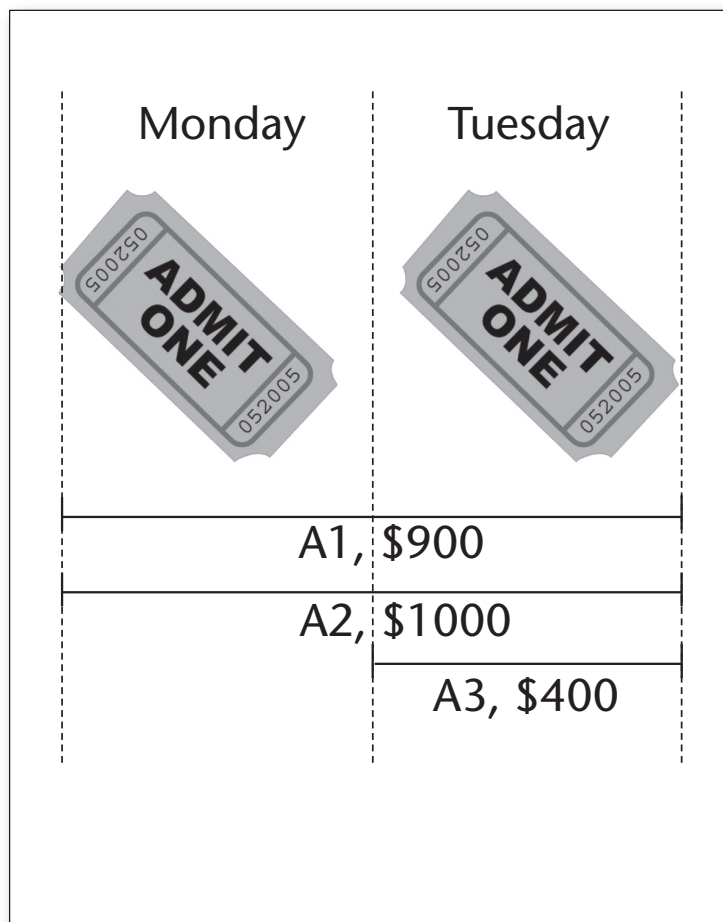 Monday
Tuesday
052005
ADMIT
ONE
052005
052005
ADMIT
ONE
052005
A1, $900
A2, $1000
A3, $400